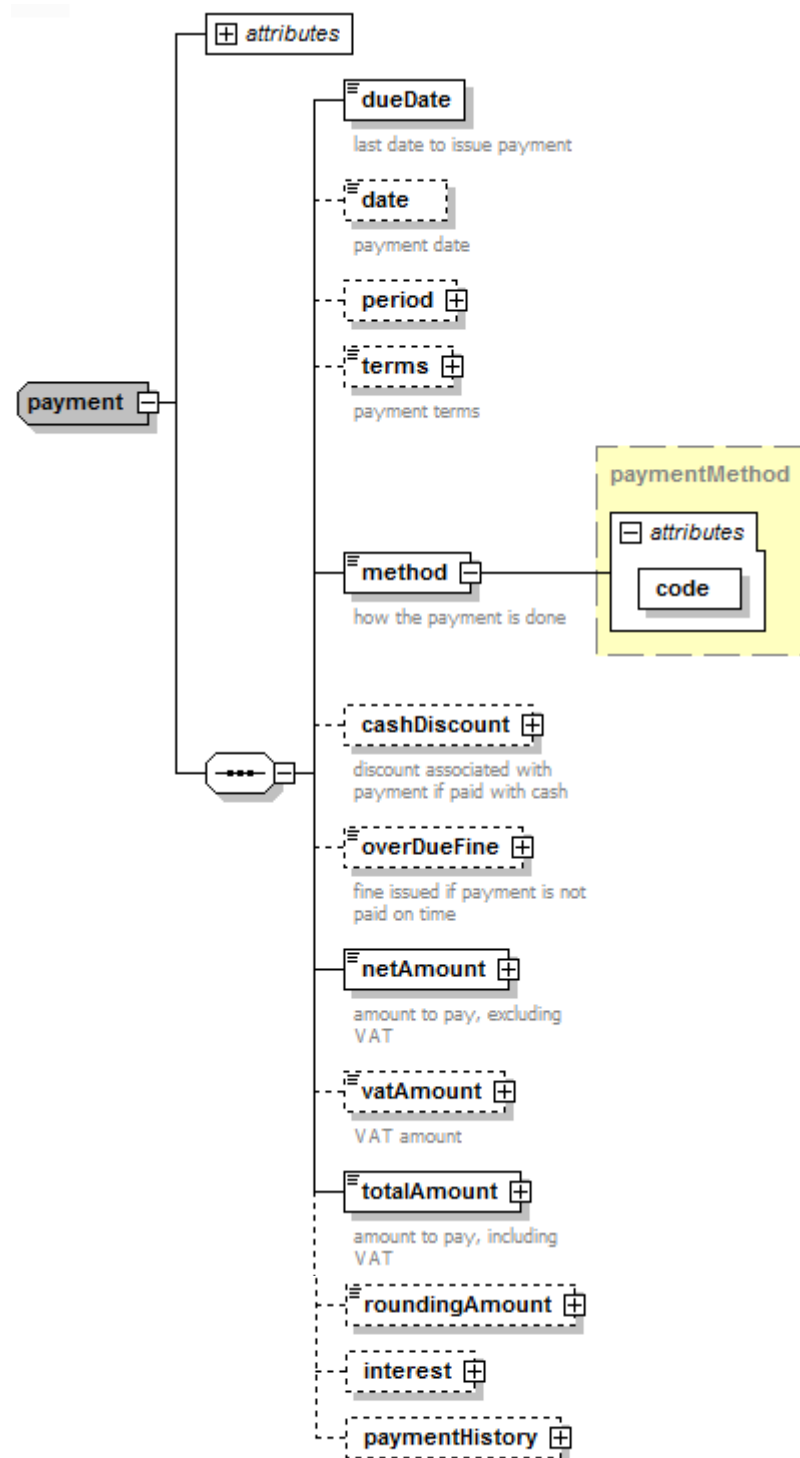 attributes
dueDate
last date to issue payment
date
payment date
period
terms
payment terms
payment
paymentMethod
attributes
method
code
how the payment is done
cashDiscount
discount associated with
payment if paid with cash
overDueFine
fine issued if payment is not
paid on time
netAmount
amount to pay, excluding
VAT
vatAmount
VAT amount
totalAmount
amount to pay, including
VAT
roundingAmount
interest
paymentHistory